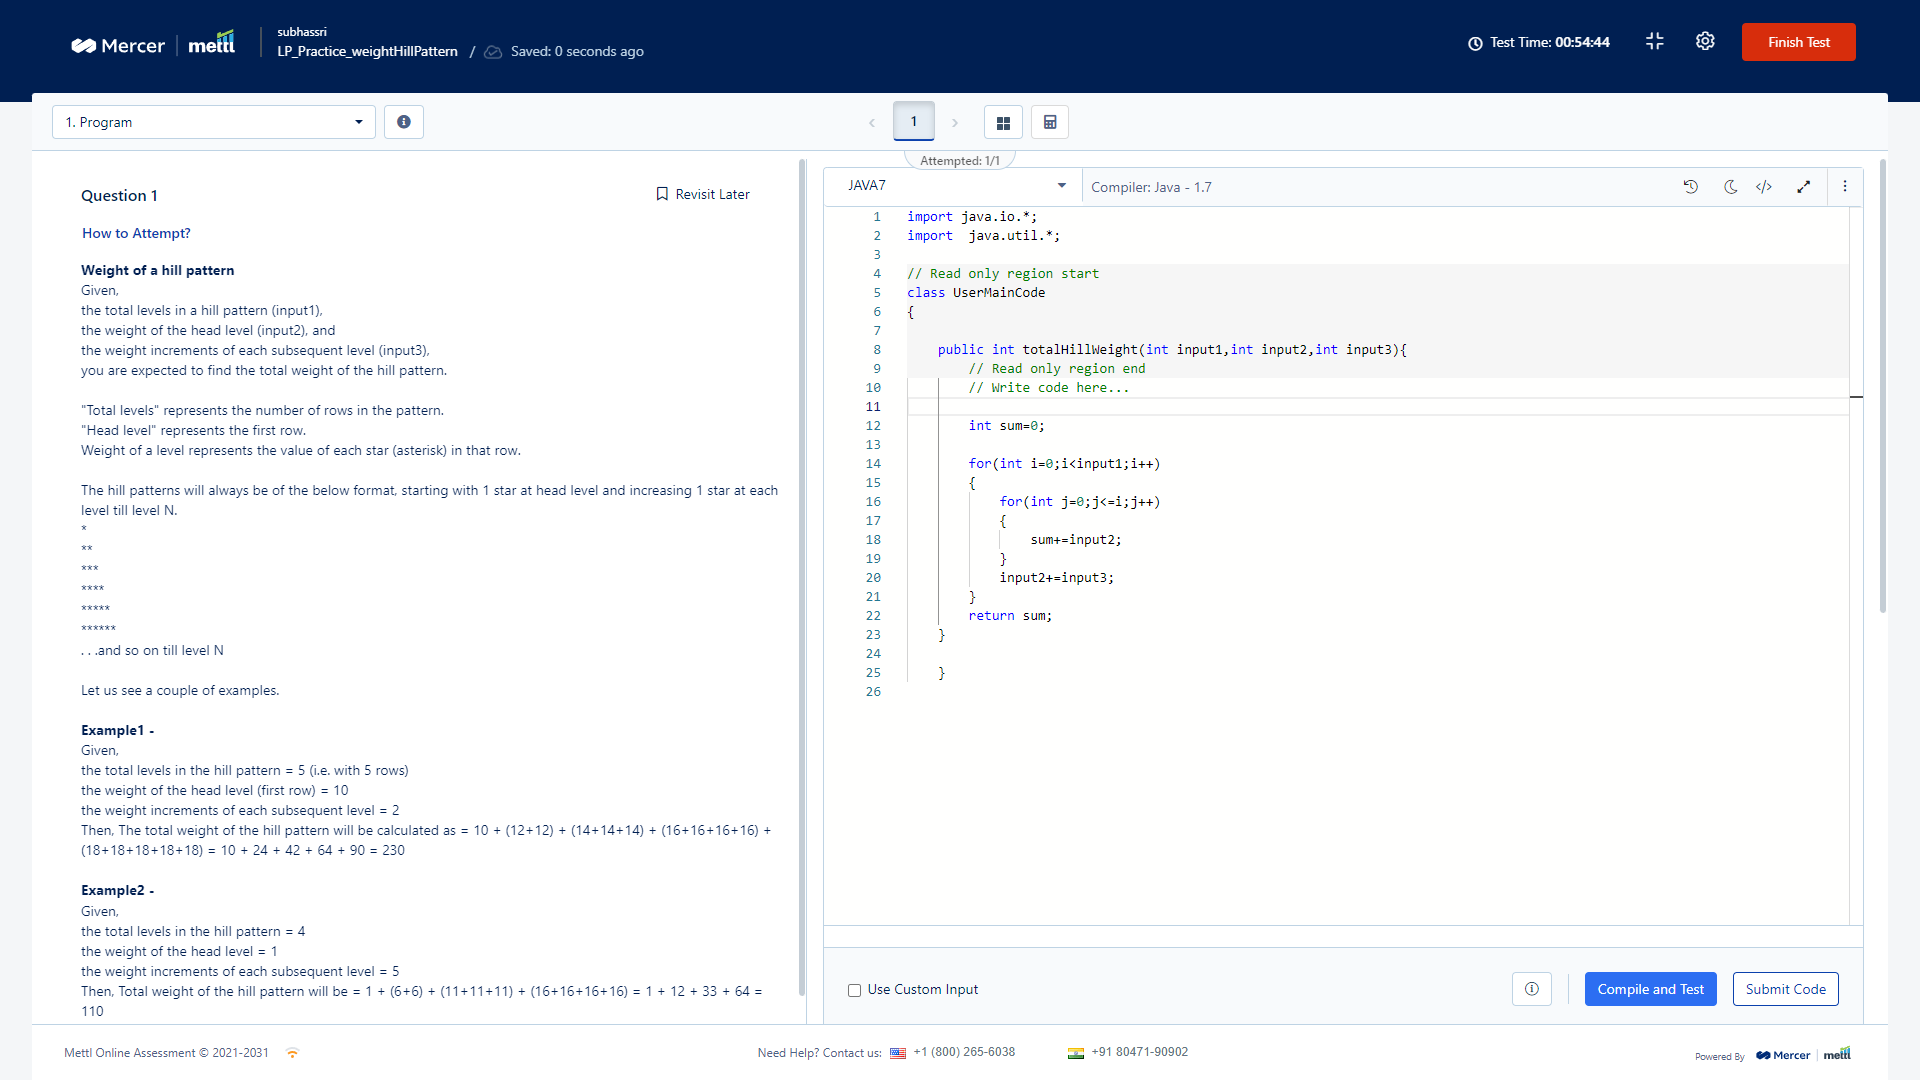 Mercer | mettl
subhassri
LP_Practice_weightHillPattern / Saved: 0 seconds ago
Test Time: 00:54:44
Finish Test
1. Program
1
Attempted: 1/1
Question 1
Revisit Later
How to Attempt?
Weight of a hill pattern
Given,
the total levels in a hill pattern (input1),
the weight of the head level (input2), and
the weight increments of each subsequent level (input3),
you are expected to find the total weight of the hill pattern.
"Total levels" represents the number of rows in the pattern.
"Head level" represents the first row.
Weight of a level represents the value of each star (asterisk) in that row.
The hill patterns will always be of the below format, starting with 1 star at head level and increasing 1 star at each
level till level N.
*
**
***
****
*****
******
. . .and so on till level N
Let us see a couple of examples.
Example1 -
Given,
the total levels in the hill pattern = 5 (i.e. with 5 rows)
the weight of the head level (first row) = 10
the weight increments of each subsequent level = 2
Then, The total weight of the hill pattern will be calculated as = 10 + (12+12) + (14+14+14) + (16+16+16+16) +
(18+18+18+18+18) = 10 + 24 + 42 + 64 + 90 = 230
Example2 -
Given,
the total levels in the hill pattern = 4
the weight of the head level = 1
the weight increments of each subsequent level = 5
Then, Total weight of the hill pattern will be = 1 + (6+6) + (11+11+11) + (16+16+16+16) = 1 + 12 + 33 + 64 =
110
JAVA7
Compiler: Java - 1.7
1 import java.io.*;
2 import  java.util.*;
3
4 // Read only region start
5 class UserMainCode
6 {
7
8     public int totalHillWeight(int input1,int input2,int input3){
9         // Read only region end
10         // Write code here...
11
12         int sum=0;
13
14         for(int i=0;i<input1;i++)
15         {
16             for(int j=0;j<=i;j++)
17             {
18                 sum+=input2;
19             }
20             input2+=input3;
21         }
22         return sum;
23     }
24
25     }
26
Use Custom Input
Compile and Test
Submit Code
Mettl Online Assessment © 2021-2031
Need Help? Contact us: +1 (800) 265-6038
+91 80471-90902
Powered By Mercer | mettl